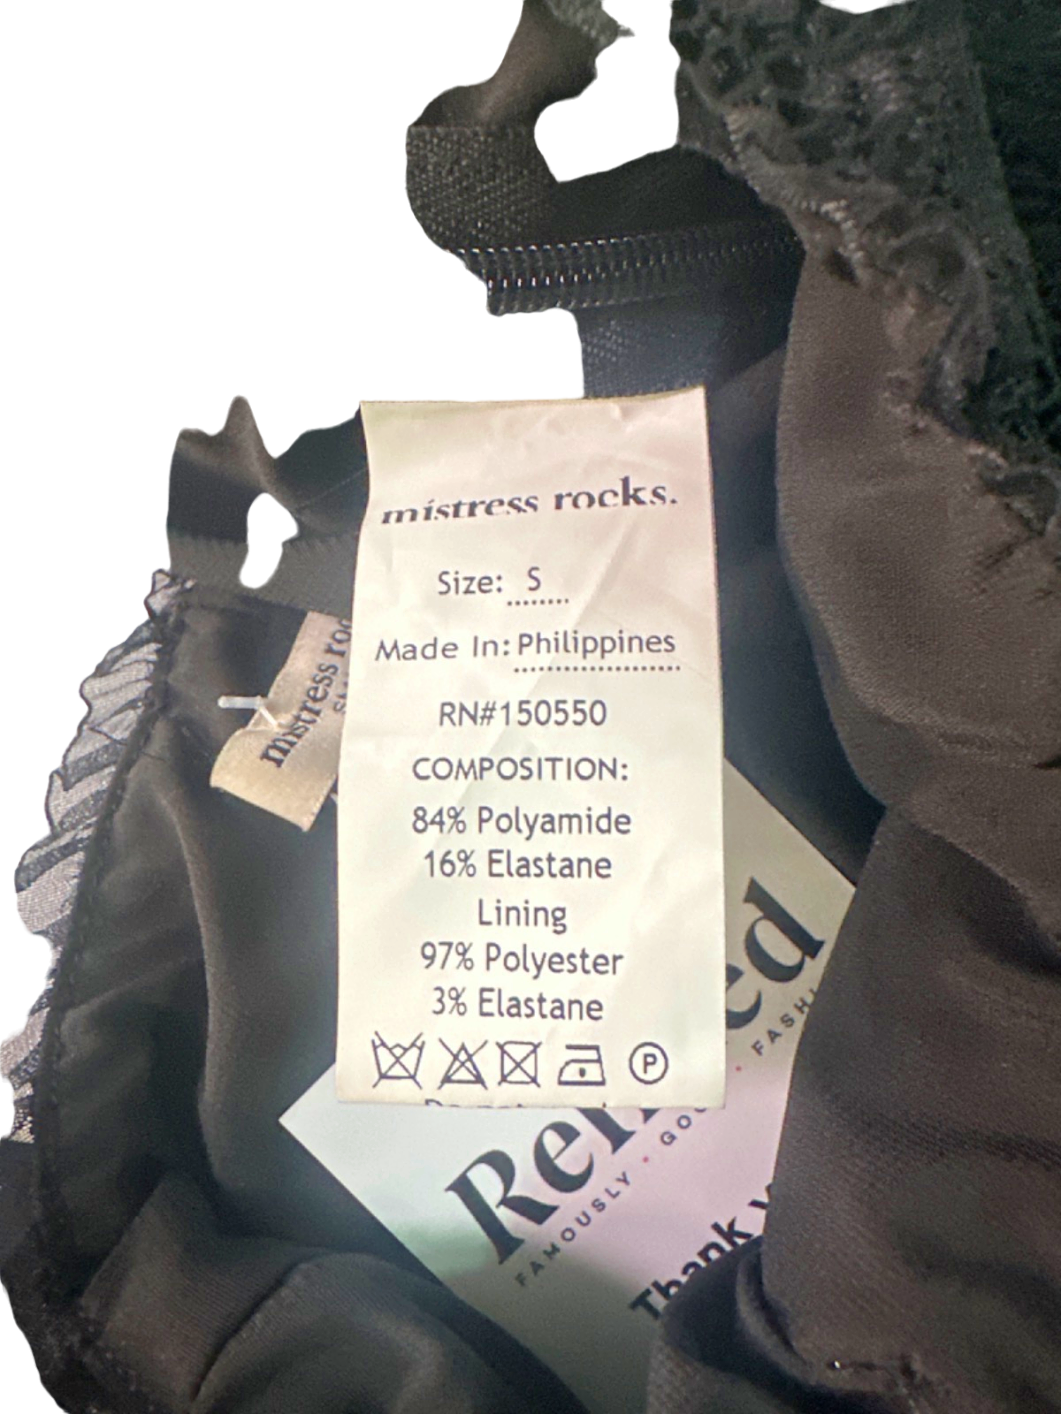 mistress rocks.
Size: S
Made In: Philippines
RN#150550
COMPOSITION:
84% Polyamide
16% Elastane
Lining
97% Polyester
3% Elastane
P
mistress
FAMOUSLY •
Thank